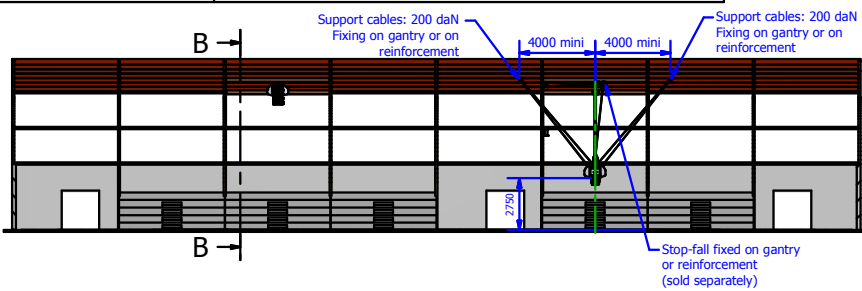 Support cables: 200 daN
Fixing on gantry or on
reinforcement
4000 mini
4000 mini
Support cables: 200 daN
Fixing on gantry or on
reinforcement
B
2750
B
Stop-fall fixed on gantry
or reinforcement
(sold separately)